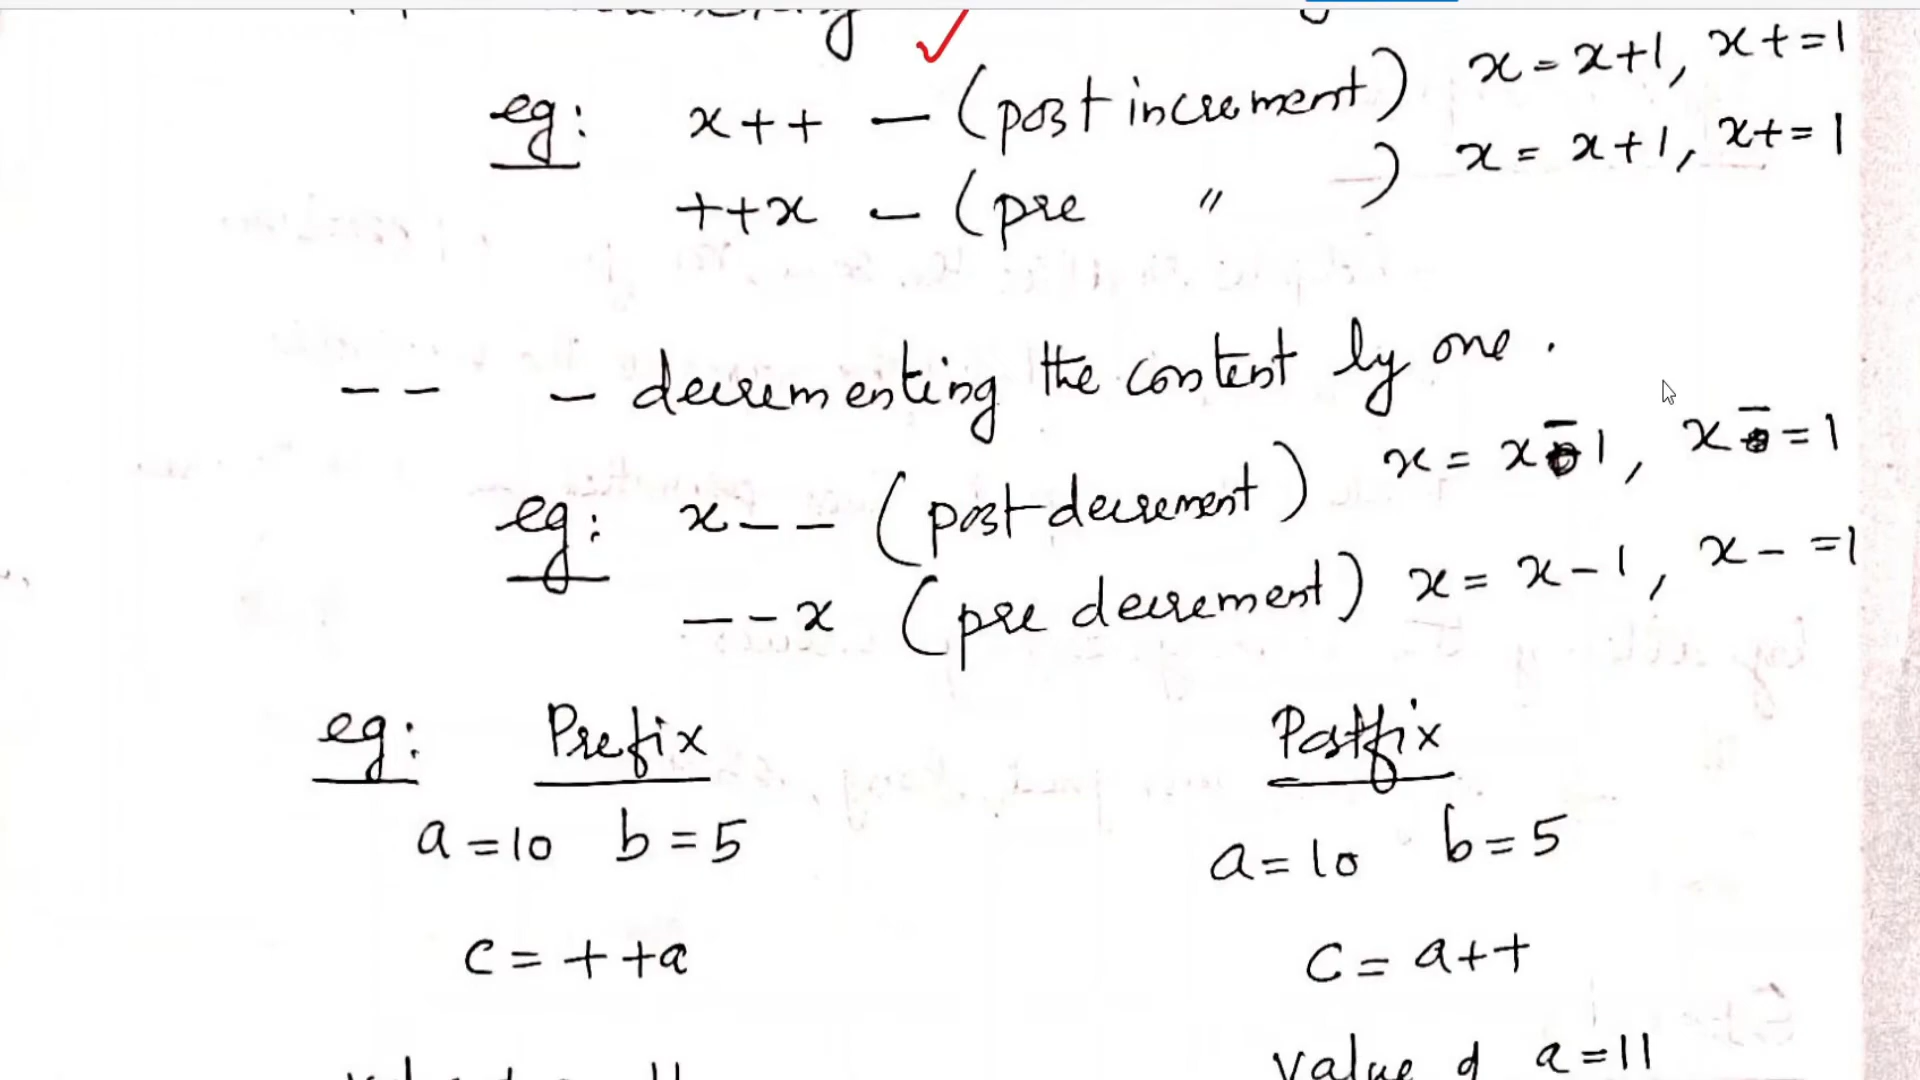 eg: x++ — (post increment) x = x+1, x+=1
++x — (pre " ) x = x+1, x+=1
-- — decrementing the content by one.
eg: x-- (post-decrement) x = x-1, x-=1
--x (pre decrement) x = x-1, x-=1
eg: Prefix Postfix
a=10 b=5 a=10 b=5
c=++a c=a++
value of a=11